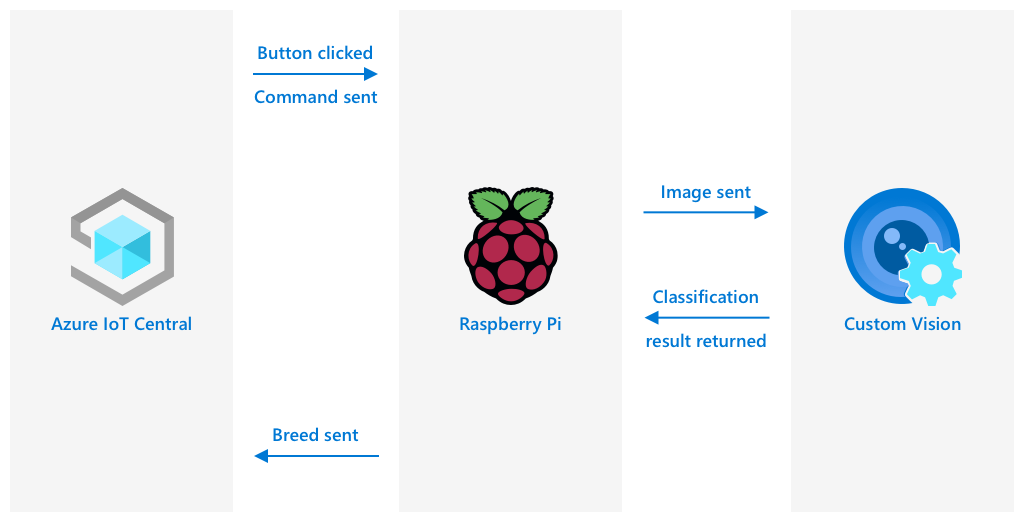 Button clicked
Command sent
Image sent
Classification
result returned
Azure IoT Central
Raspberry Pi
Custom Vision
Breed sent